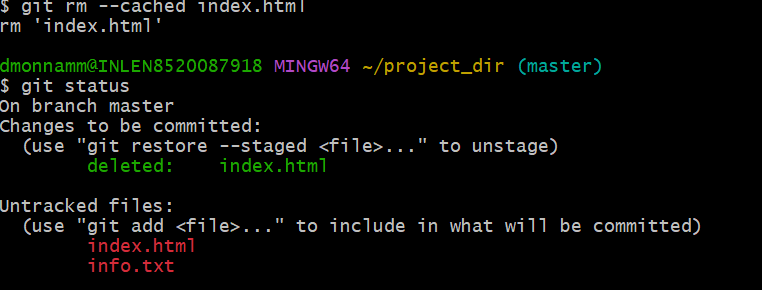 $ git rm --cached index.html
rm 'index.html'
dmonnamm@INLEN8520087918 MINGW64 ~/project_dir (master)
$ git status
On branch master
Changes to be committed:
  (use "git restore --staged <file>..." to unstage)
        deleted:    index.html
Untracked files:
  (use "git add <file>..." to include in what will be committed)
        index.html
        info.txt